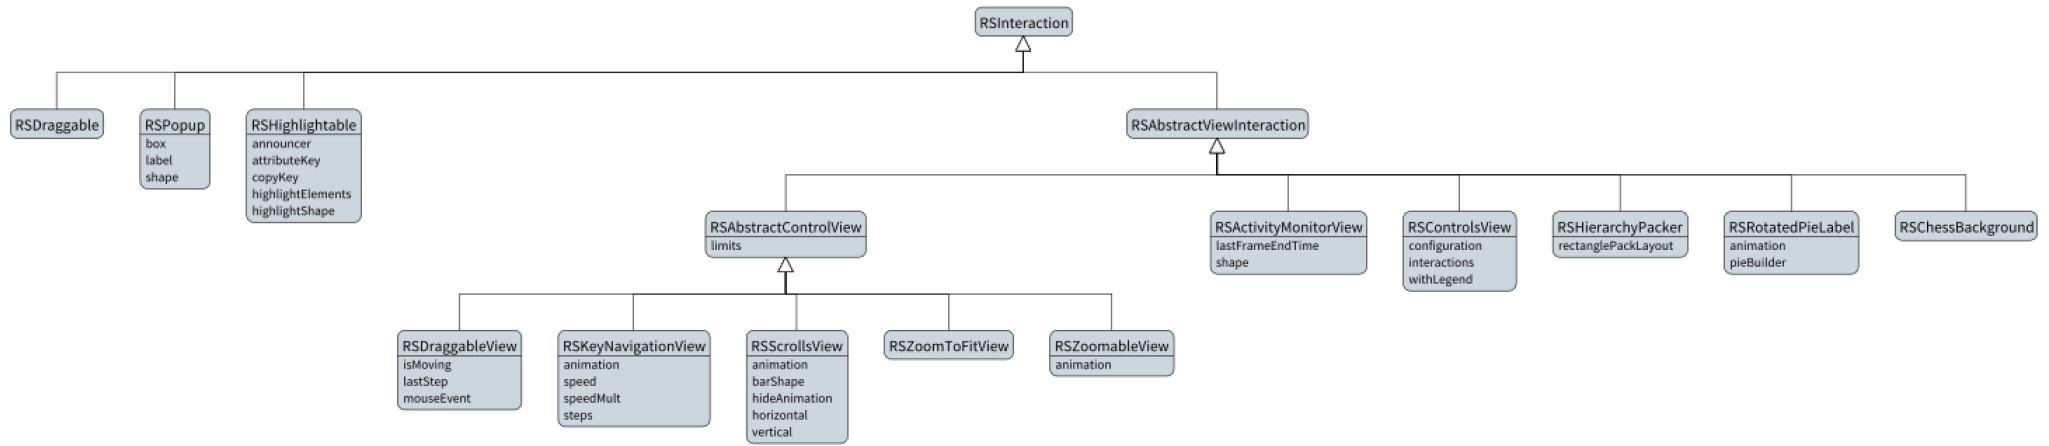 RSInteraction
RSDraggable
RSPopup
box
label
shape
RSHighlightable
announcer
attributeKey
copyKey
highlightElements
highlightShape
RSAbstractViewInteraction
RSAbstractControlView
limits
RSActivityMonitorView
lastFrameEndTime
shape
RSControlsView
configuration
interactions
withLegend
RSHierarchyPacker
rectanglePackLayout
RSRotatedPieLabel
animation
pieBuilder
RSChessBackground
RSDraggableView
isMoving
lastStep
mouseEvent
RSKeyNavigationView
animation
speed
speedMult
steps
RSScrollsView
animation
barShape
hideAnimation
horizontal
vertical
RSZoomToFitView
RSZoomableView
animation